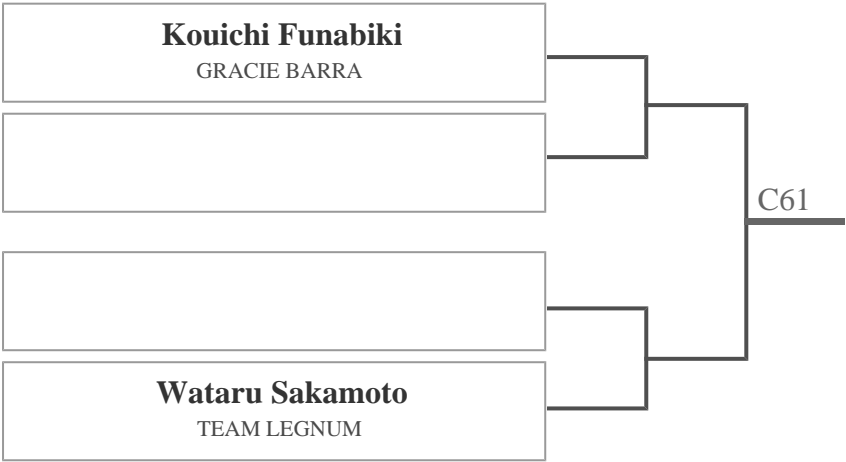 Kouichi Funabiki
GRACIE BARRA
C61
Wataru Sakamoto
TEAM LEGNUM